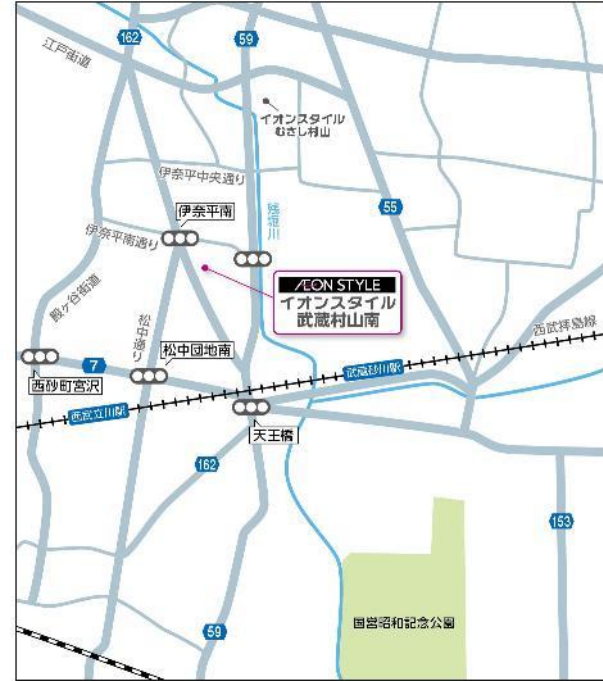 162
59
江戸街道
イオンスタイル
むさし村山
伊奈平中央通り
伊奈平南
55
残堀川
伊奈平南通り
ÆON STYLE
イオンスタイル
武蔵村山南
殿ヶ谷街道
松中通り
松中団地南
西武拝島線
7
武蔵砂川駅
西砂町宮沢
西武立川駅
天王橋
162
153
国営昭和記念公園
59